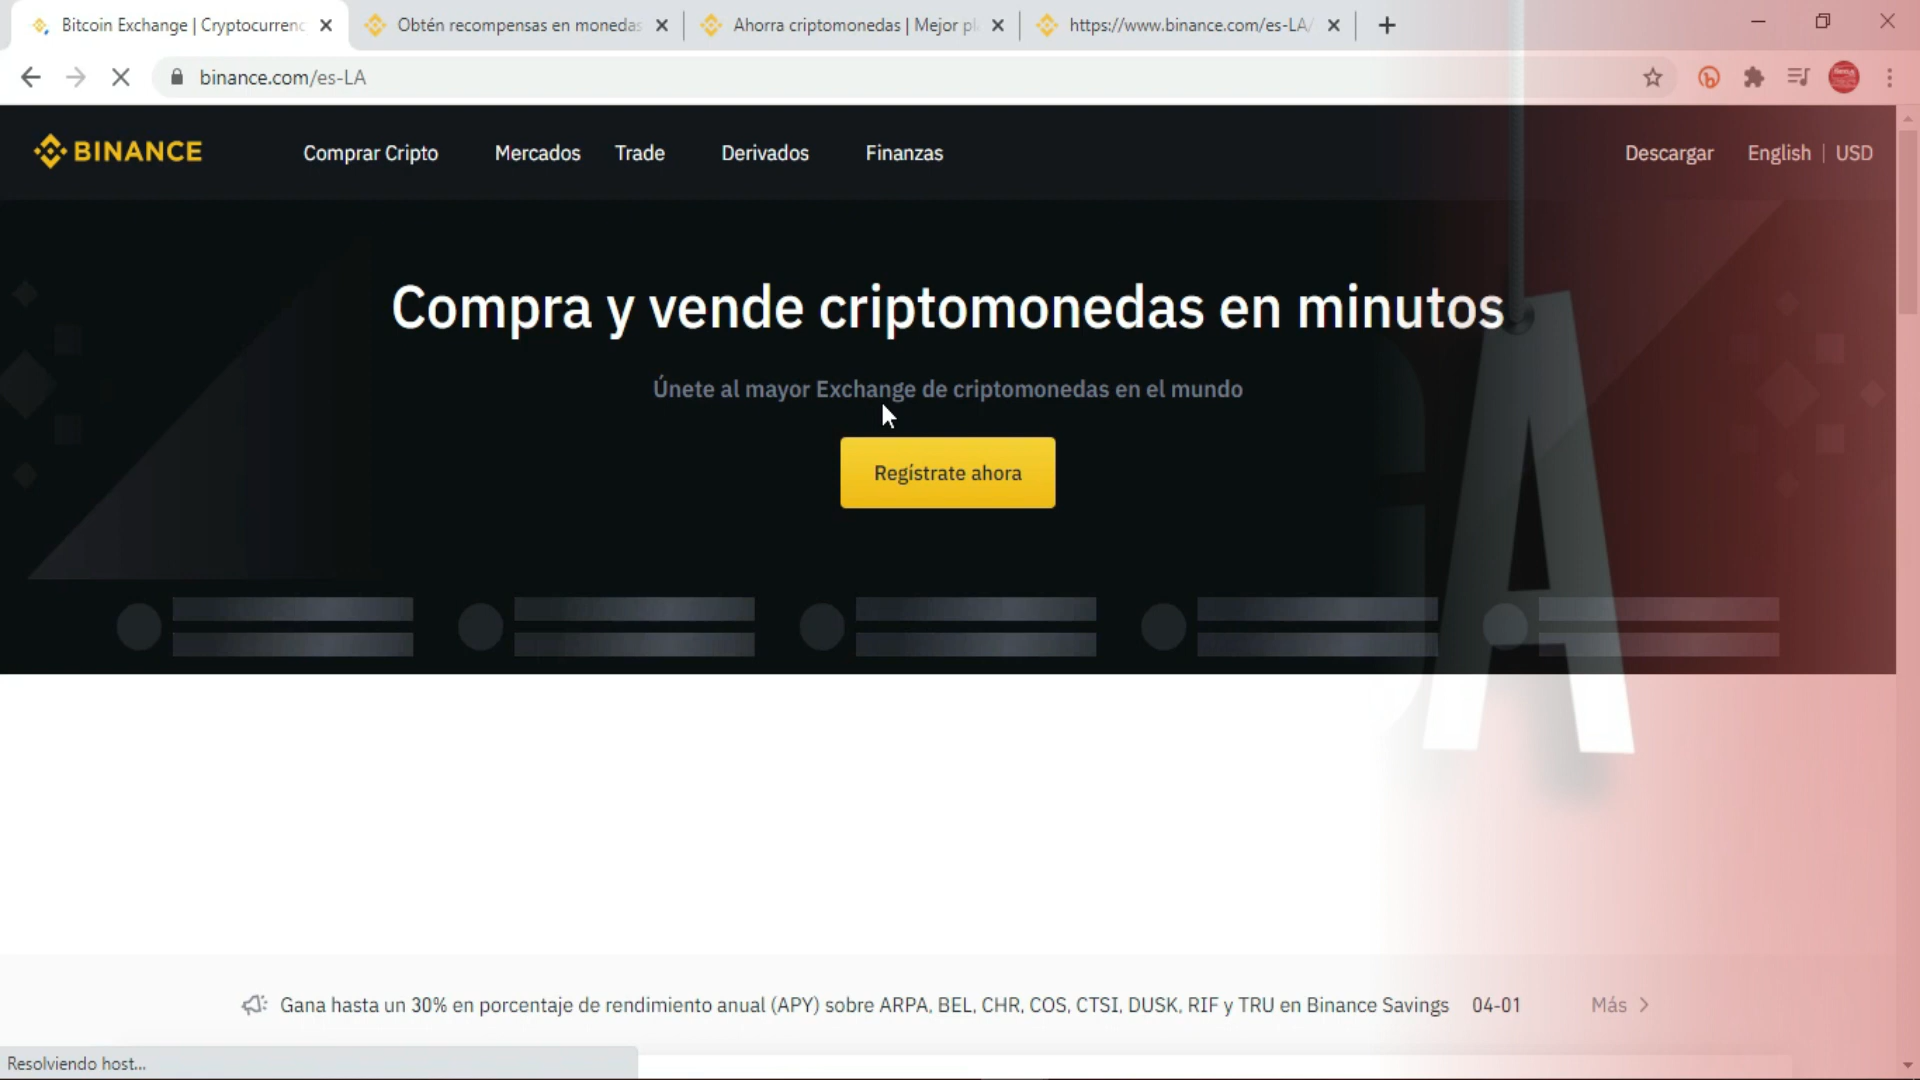 Bitcoin Exchange | Cryptocurrenc
Obtén recompensas en monedas
Ahorra criptomonedas | Mejor pl
https://www.binance.com/es-LA/
binance.com/es-LA
BINANCE
Comprar Cripto
Mercados
Trade
Derivados
Finanzas
Descargar
English | USD
Compra y vende criptomonedas en minutos
Únete al mayor Exchange de criptomonedas en el mundo
Regístrate ahora
A
Gana hasta un 30% en porcentaje de rendimiento anual (APY) sobre ARPA, BEL, CHR, COS, CTSI, DUSK, RIF y TRU en Binance Savings 04-01
Más
Resolviendo host...